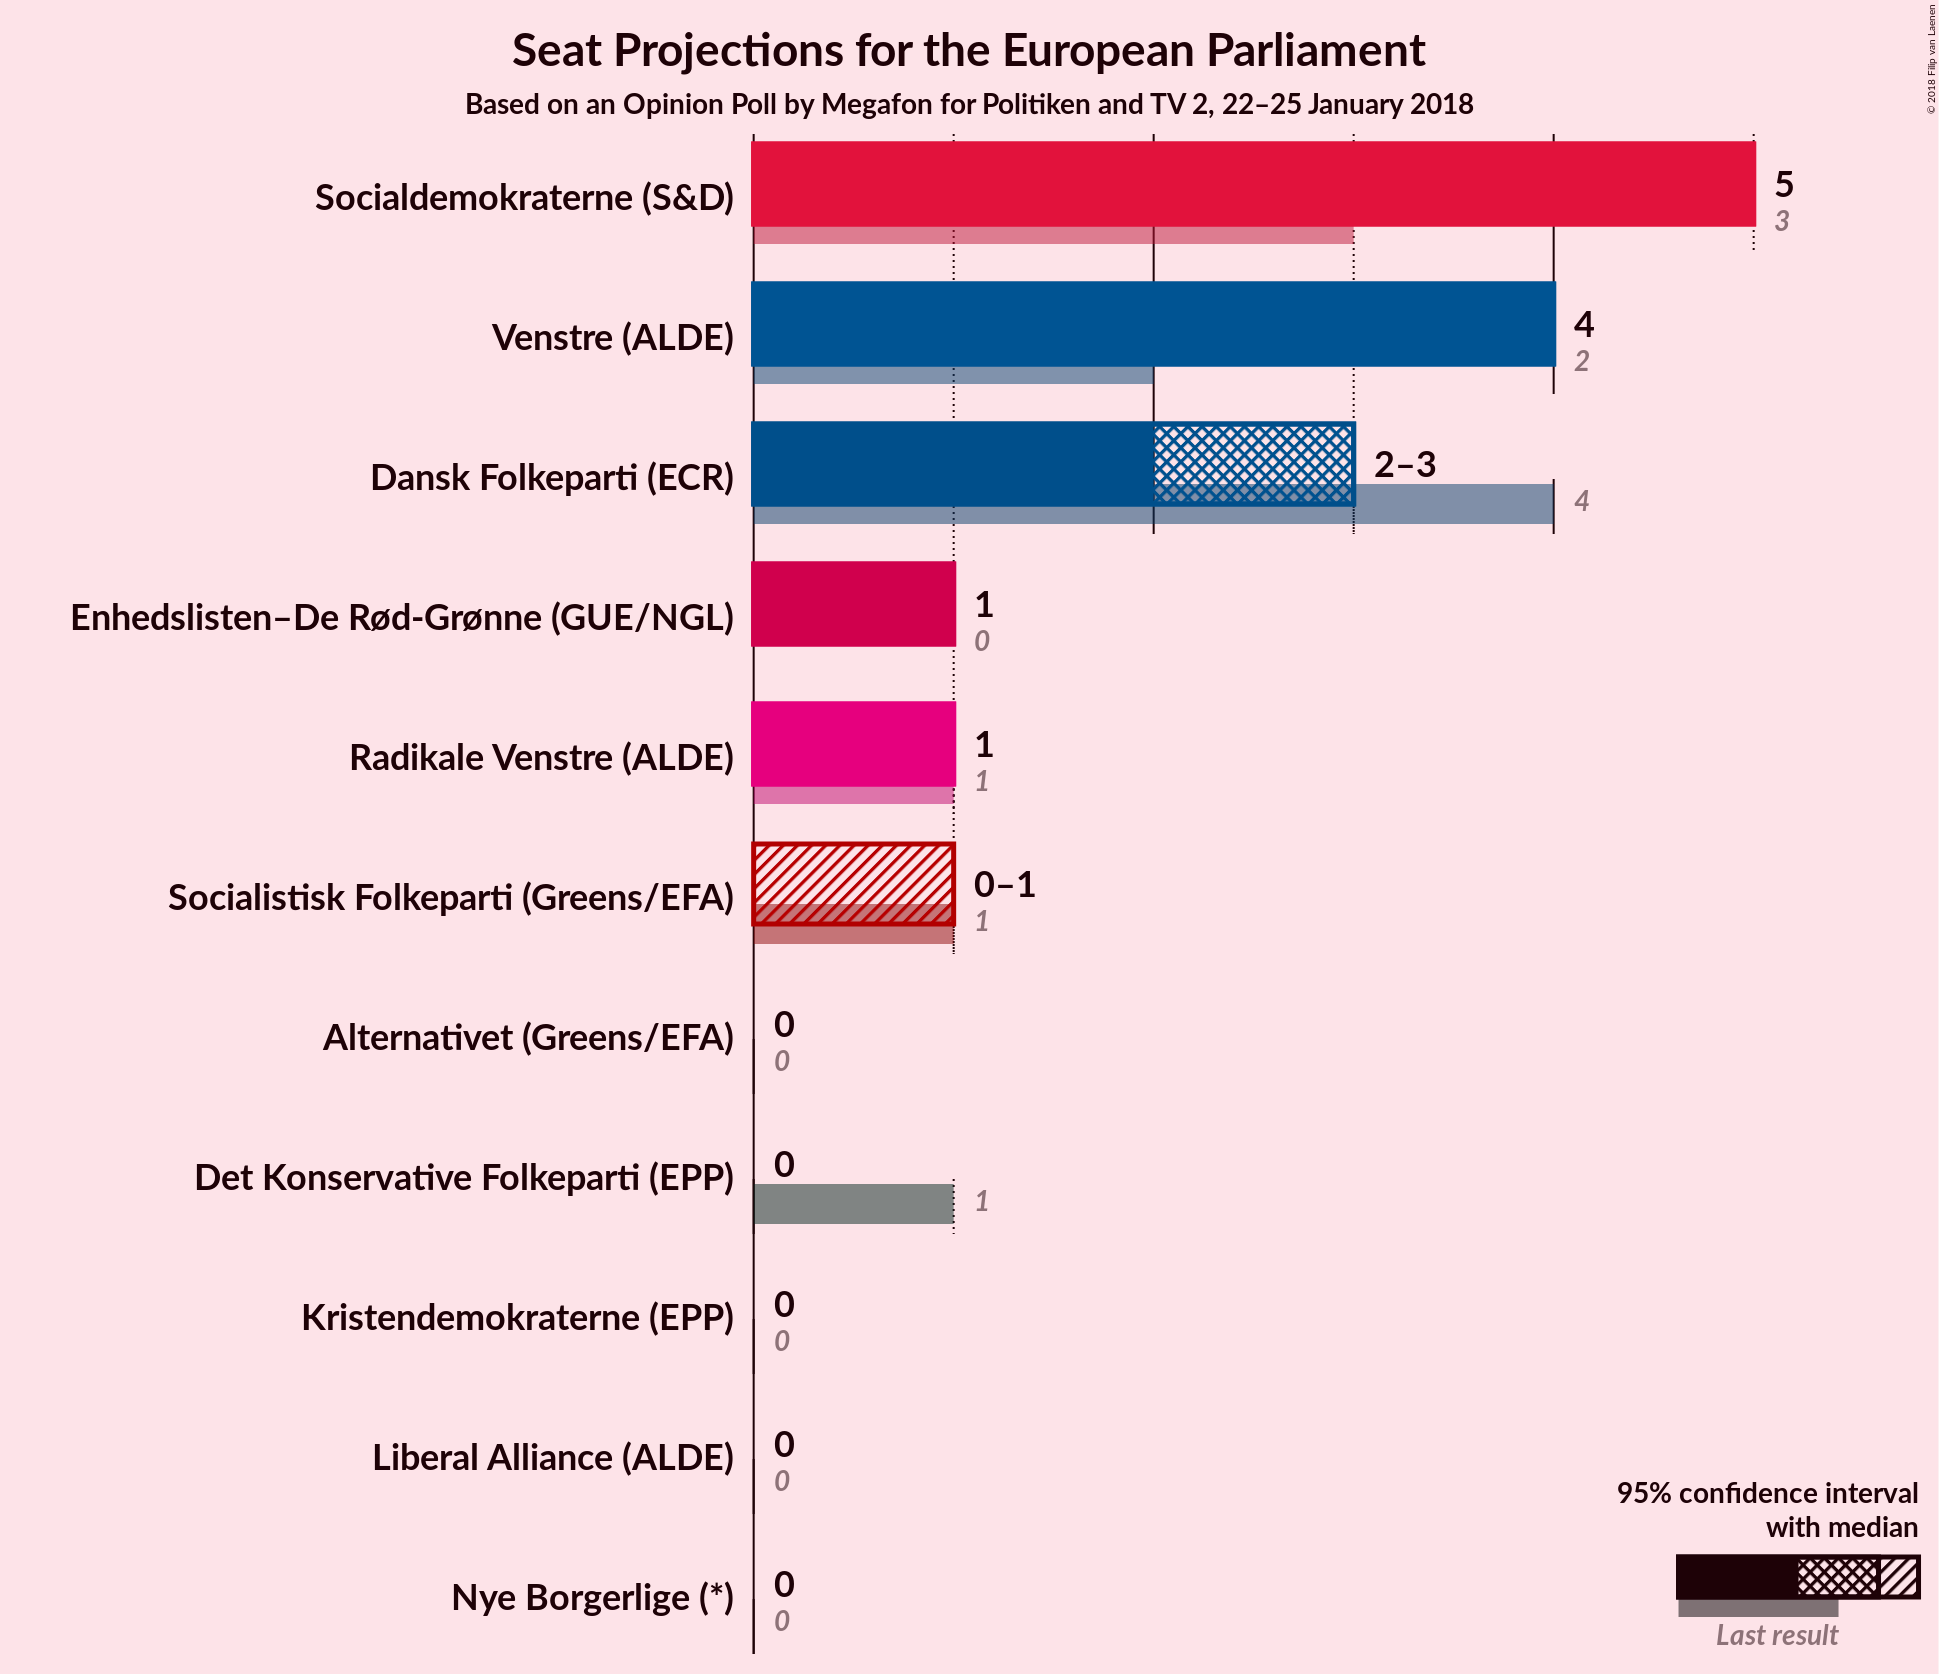 Seat Projections for the European Parliament
Based on an Opinion Poll by Megafon for Politiken and TV 2, 22–25 January 2018
© 2018 Filip van Laenen
Socialdemokraterne (S&D)
5
3
Venstre (ALDE)
4
2
Dansk Folkeparti (ECR)
2–3
4
Enhedslisten–De Rød-Grønne (GUE/NGL)
1
0
Radikale Venstre (ALDE)
1
1
Socialistisk Folkeparti (Greens/EFA)
0–1
1
Alternativet (Greens/EFA)
0
0
Det Konservative Folkeparti (EPP)
0
1
Kristendemokraterne (EPP)
0
0
Liberal Alliance (ALDE)
0
0
Nye Borgerlige (*)
0
0
95% confidence interval
with median
Last result